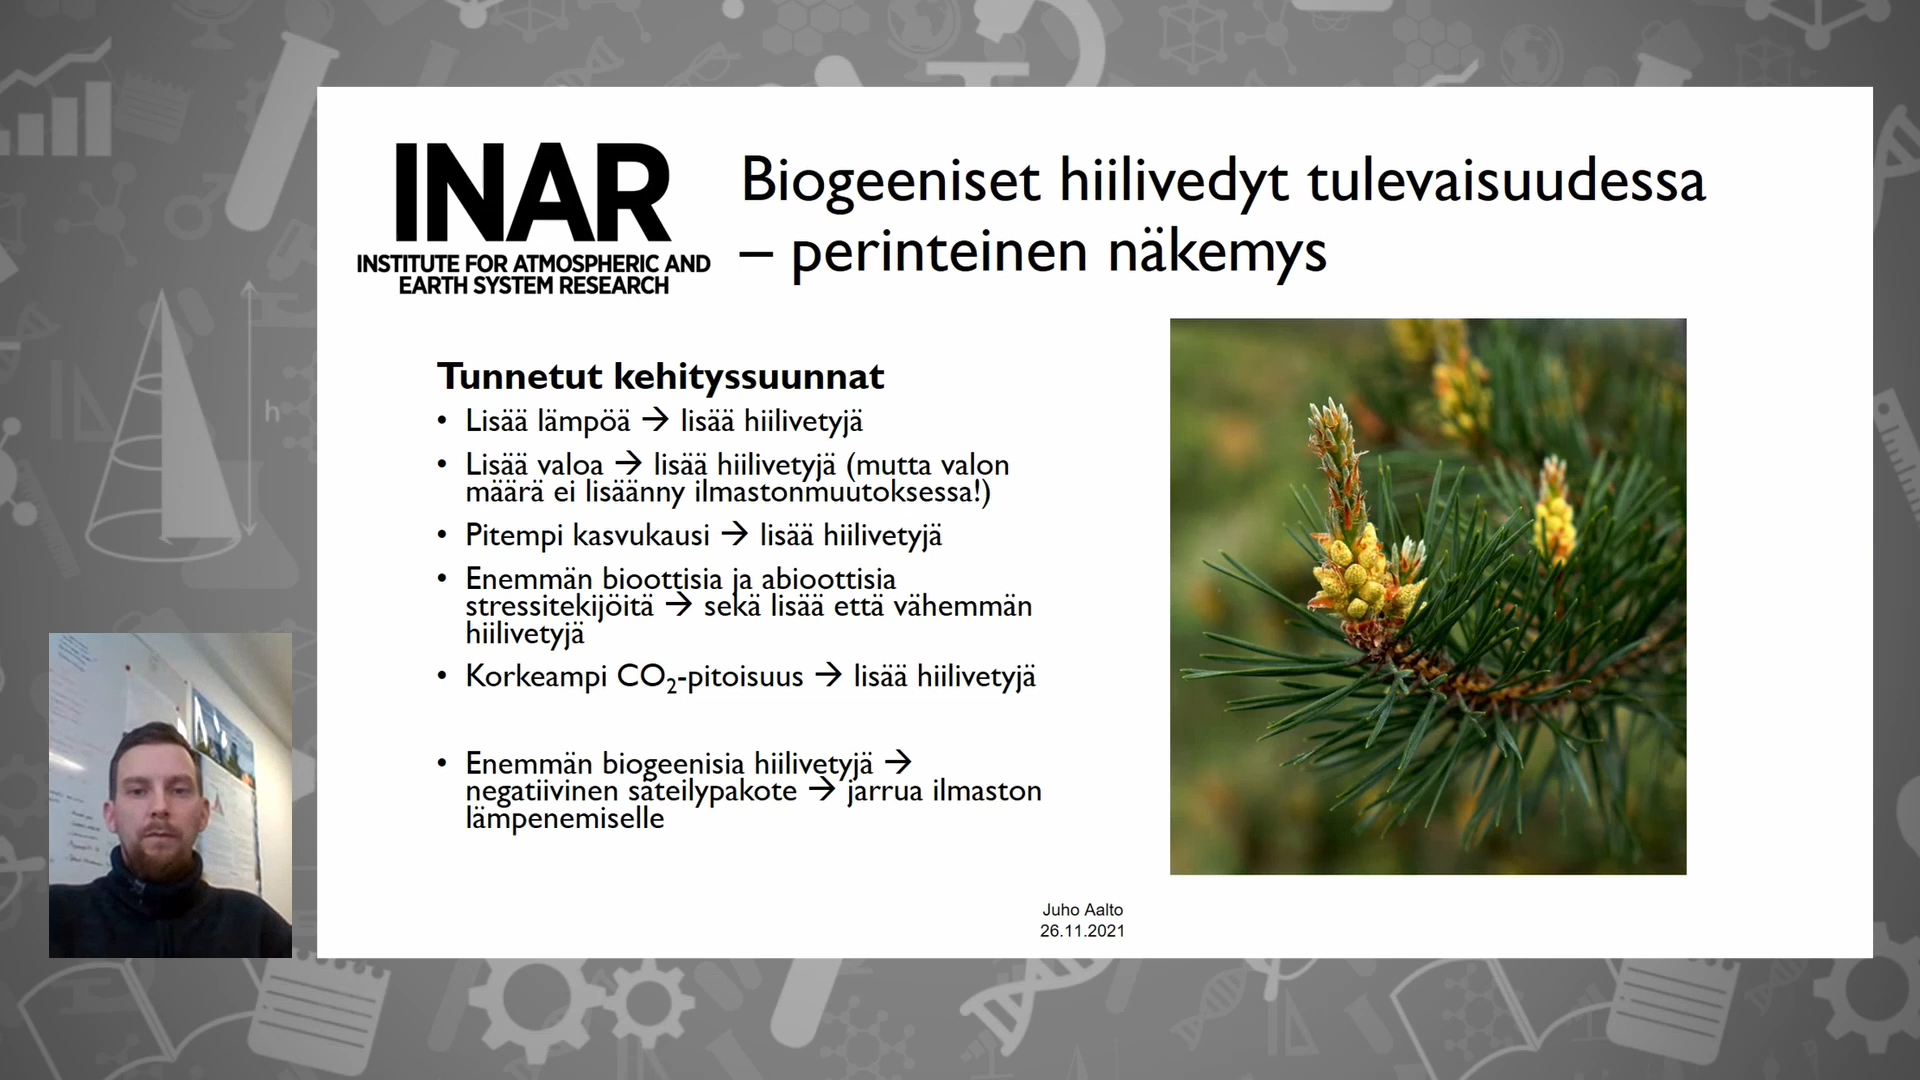 INAR
INSTITUTE FOR ATMOSPHERIC AND
EARTH SYSTEM RESEARCH
Biogeeniset hiilivedyt tulevaisuudessa
– perinteinen näkemys
Tunnetut kehityssuunnat
• Lisää lämpöä → lisää hiilivetyjä
• Lisää valoa → lisää hiilivetyjä (mutta valon
määrä ei lisäänny ilmastonmuutoksessa!)
• Pitempi kasvukausi → lisää hiilivetyjä
• Enemmän bioottisia ja abioottisia
stressitekijöitä → sekä lisää että vähemmän
hiilivetyjä
• Korkeampi CO₂-pitoisuus → lisää hiilivetyjä
• Enemmän biogeenisia hiilivetyjä →
negatiivinen säteilypakote → jarrua ilmaston
lämpenemiselle
Juho Aalto
26.11.2021
h